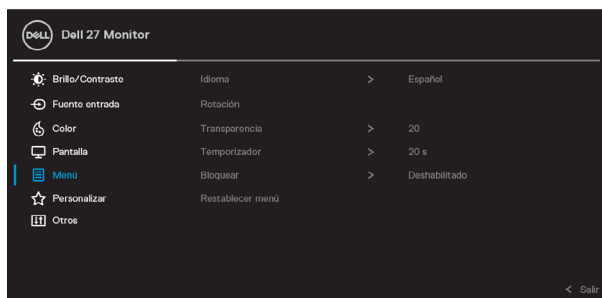 DELL Dell 27 Monitor
Brillo/Contraste Idioma > Español
Fuente entrada Rotación
Color Transparencia > 20
Pantalla Temporizador > 20 s
Menú Bloquear > Deshabilitado
Personalizar Restablecer menú
Otros
< Salir